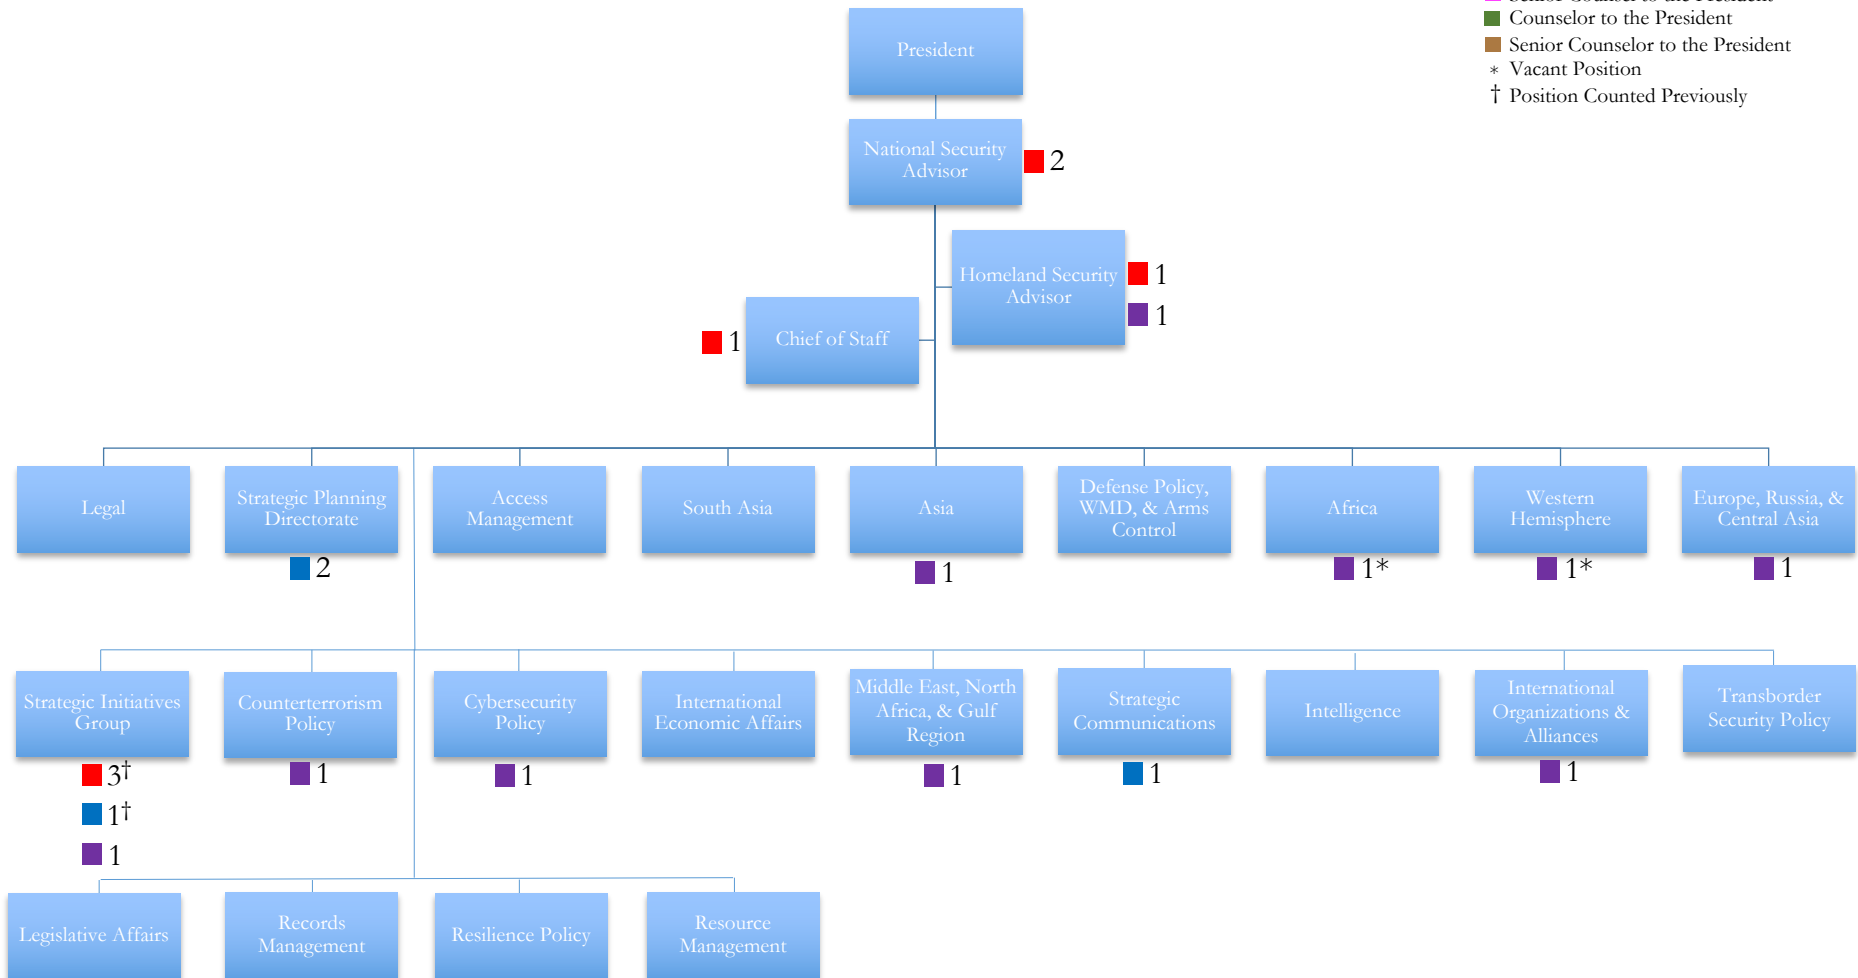 Senior Counsel to the President
Counselor to the President
Senior Counselor to the President
* Vacant Position
† Position Counted Previously
President
National Security
Advisor
2
Homeland Security
Advisor
1
1
Chief of Staff
1
Legal
Strategic Planning
Directorate
2
Access
Management
South Asia
Asia
1
Defense Policy,
WMD, & Arms
Control
Africa
1*
Western
Hemisphere
1*
Europe, Russia, &
Central Asia
1
Strategic Initiatives
Group
3†
1†
1
Counterterrorism
Policy
1
Cybersecurity
Policy
1
International
Economic Affairs
Middle East, North
Africa, & Gulf
Region
1
Strategic
Communications
1
Intelligence
International
Organizations &
Alliances
1
Transborder
Security Policy
Legislative Affairs
Records
Management
Resilience Policy
Resource
Management